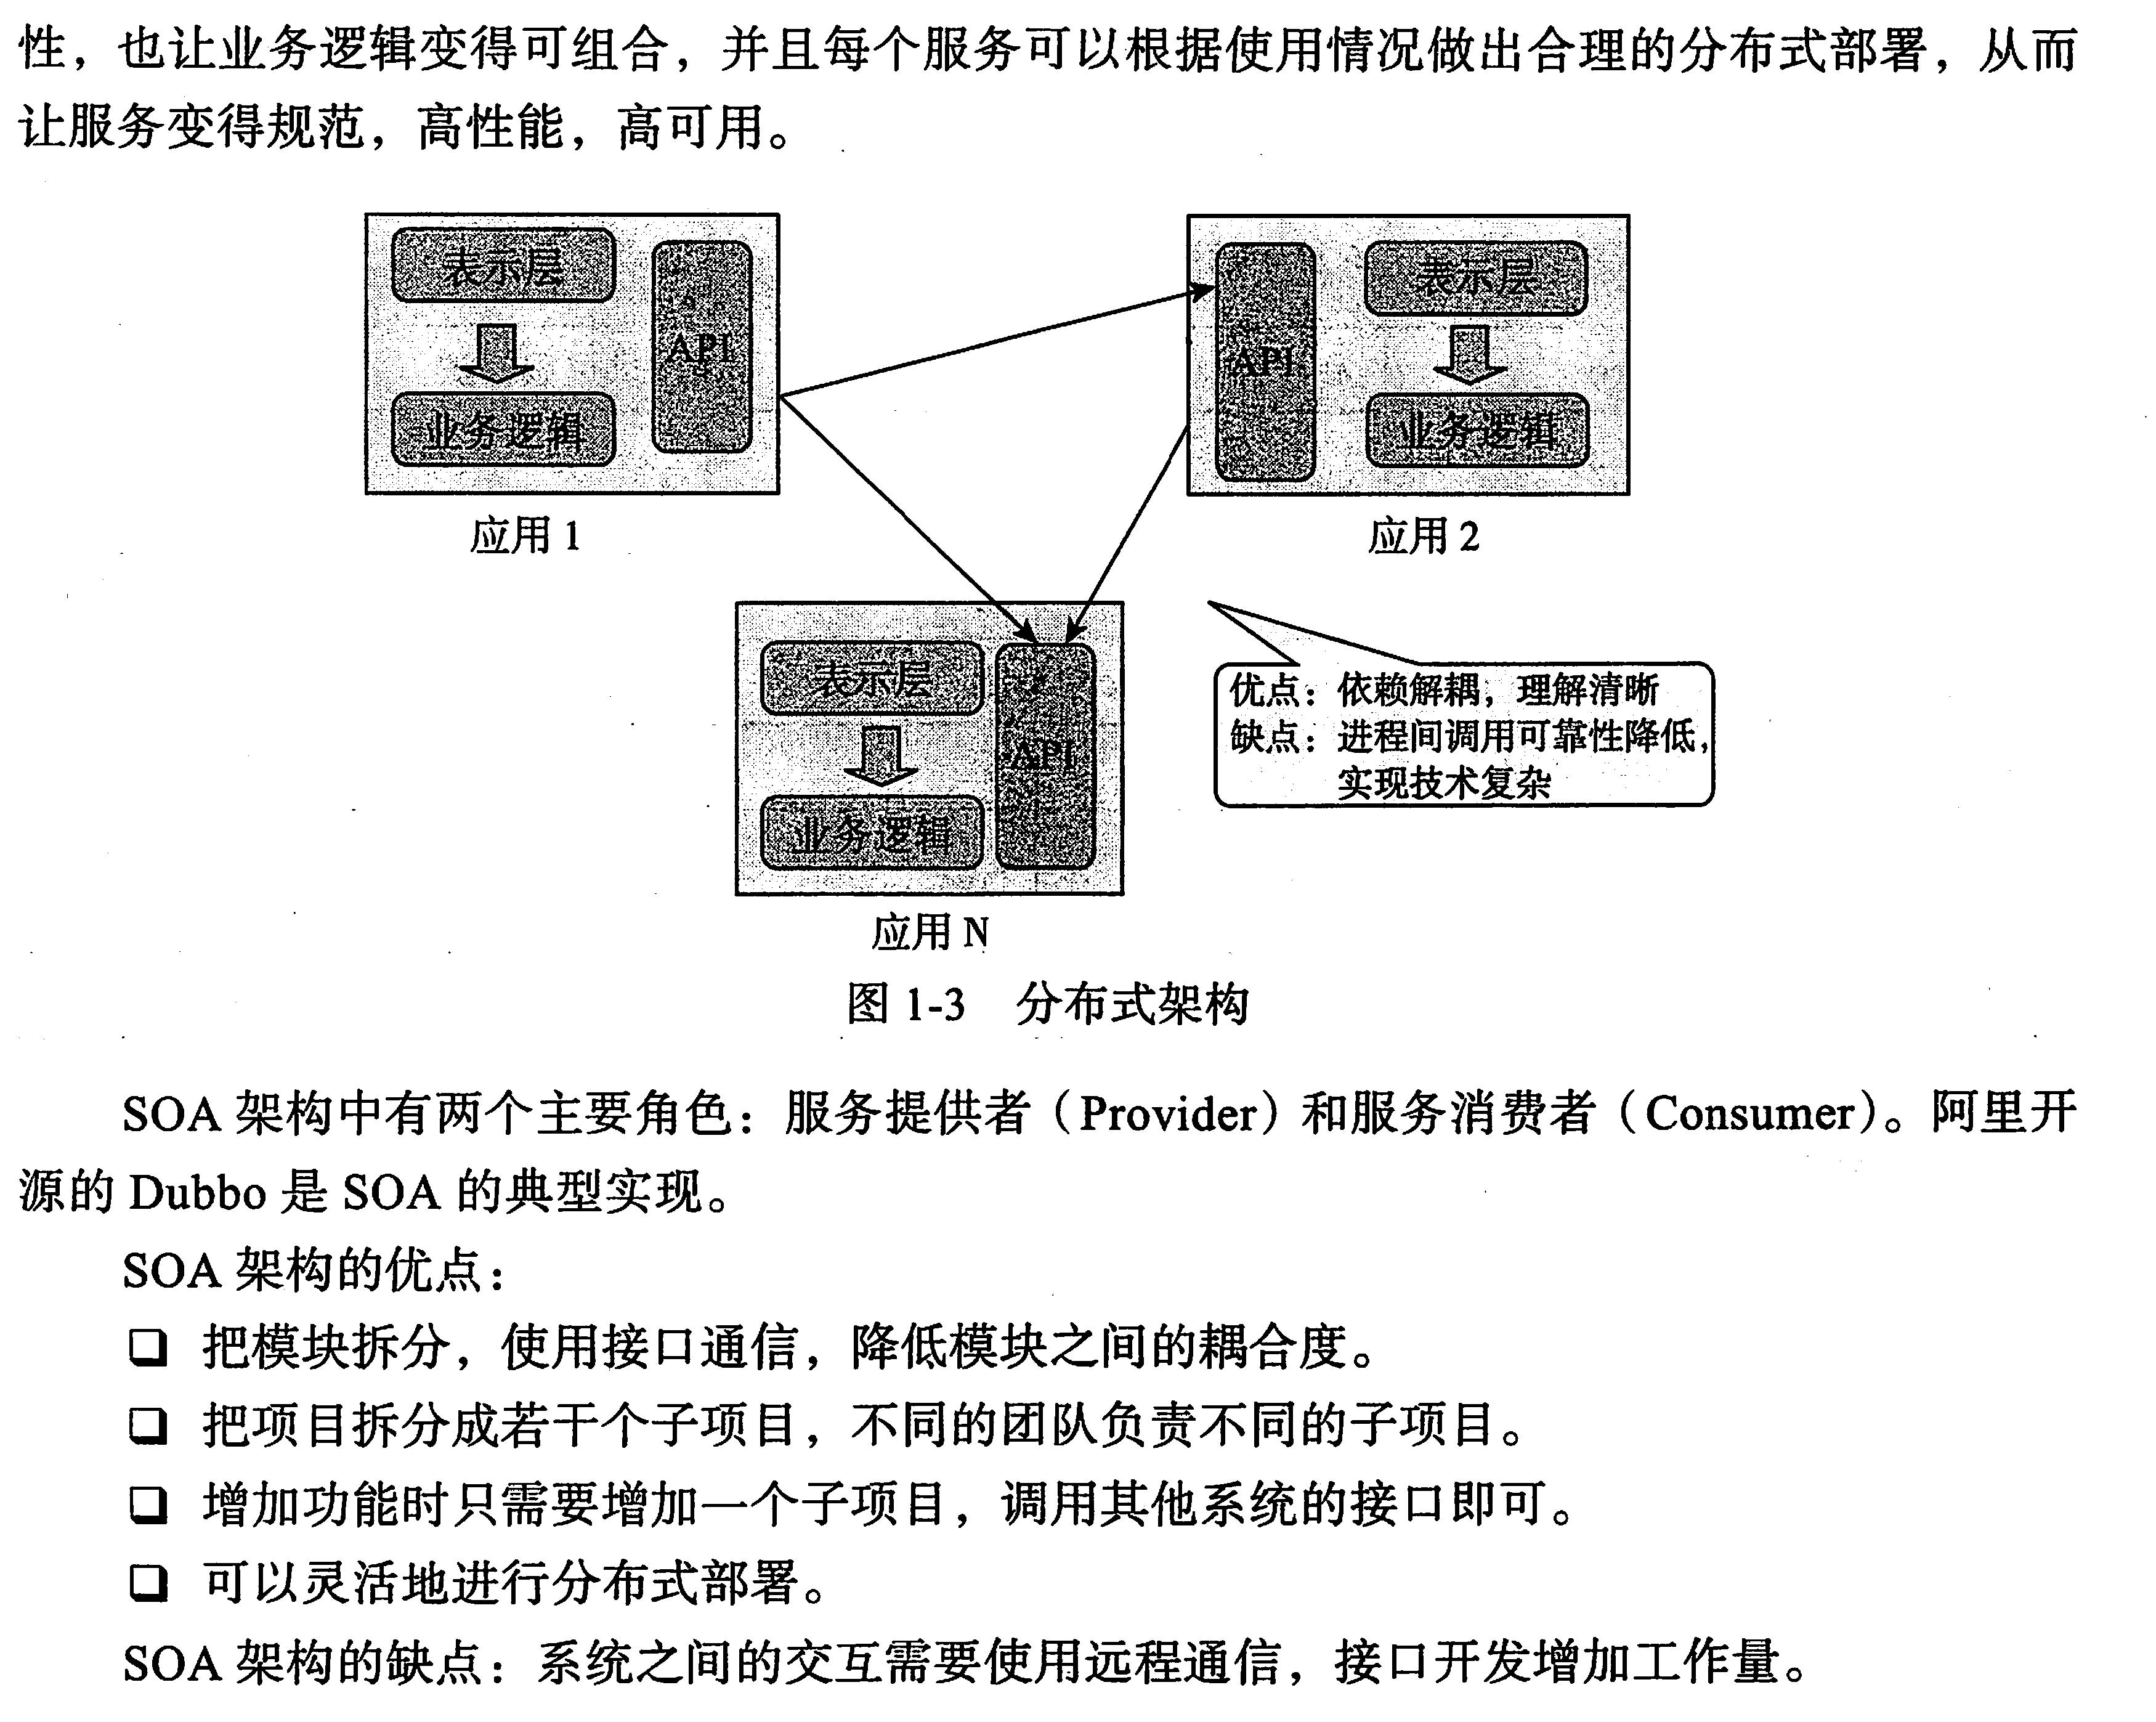 性，也让业务逻辑变得可组合，并且每个服务可以根据使用情况做出合理的分布式部署，从而
让服务变得规范，高性能，高可用。
表示层
API
业务逻辑
应用 1
API
表示层
业务逻辑
应用 2
表示层
API
业务逻辑
应用 N
优点：依赖解耦，理解清晰
缺点：进程间调用可靠性降低，
实现技术复杂
图 1-3 分布式架构
SOA 架构中有两个主要角色：服务提供者（Provider）和服务消费者（Consumer）。阿里开
源的 Dubbo 是 SOA 的典型实现。
SOA 架构的优点：
❏ 把模块拆分，使用接口通信，降低模块之间的耦合度。
❏ 把项目拆分成若干个子项目，不同的团队负责不同的子项目。
❏ 增加功能时只需要增加一个子项目，调用其他系统的接口即可。
❏ 可以灵活地进行分布式部署。
SOA 架构的缺点：系统之间的交互需要使用远程通信，接口开发增加工作量。